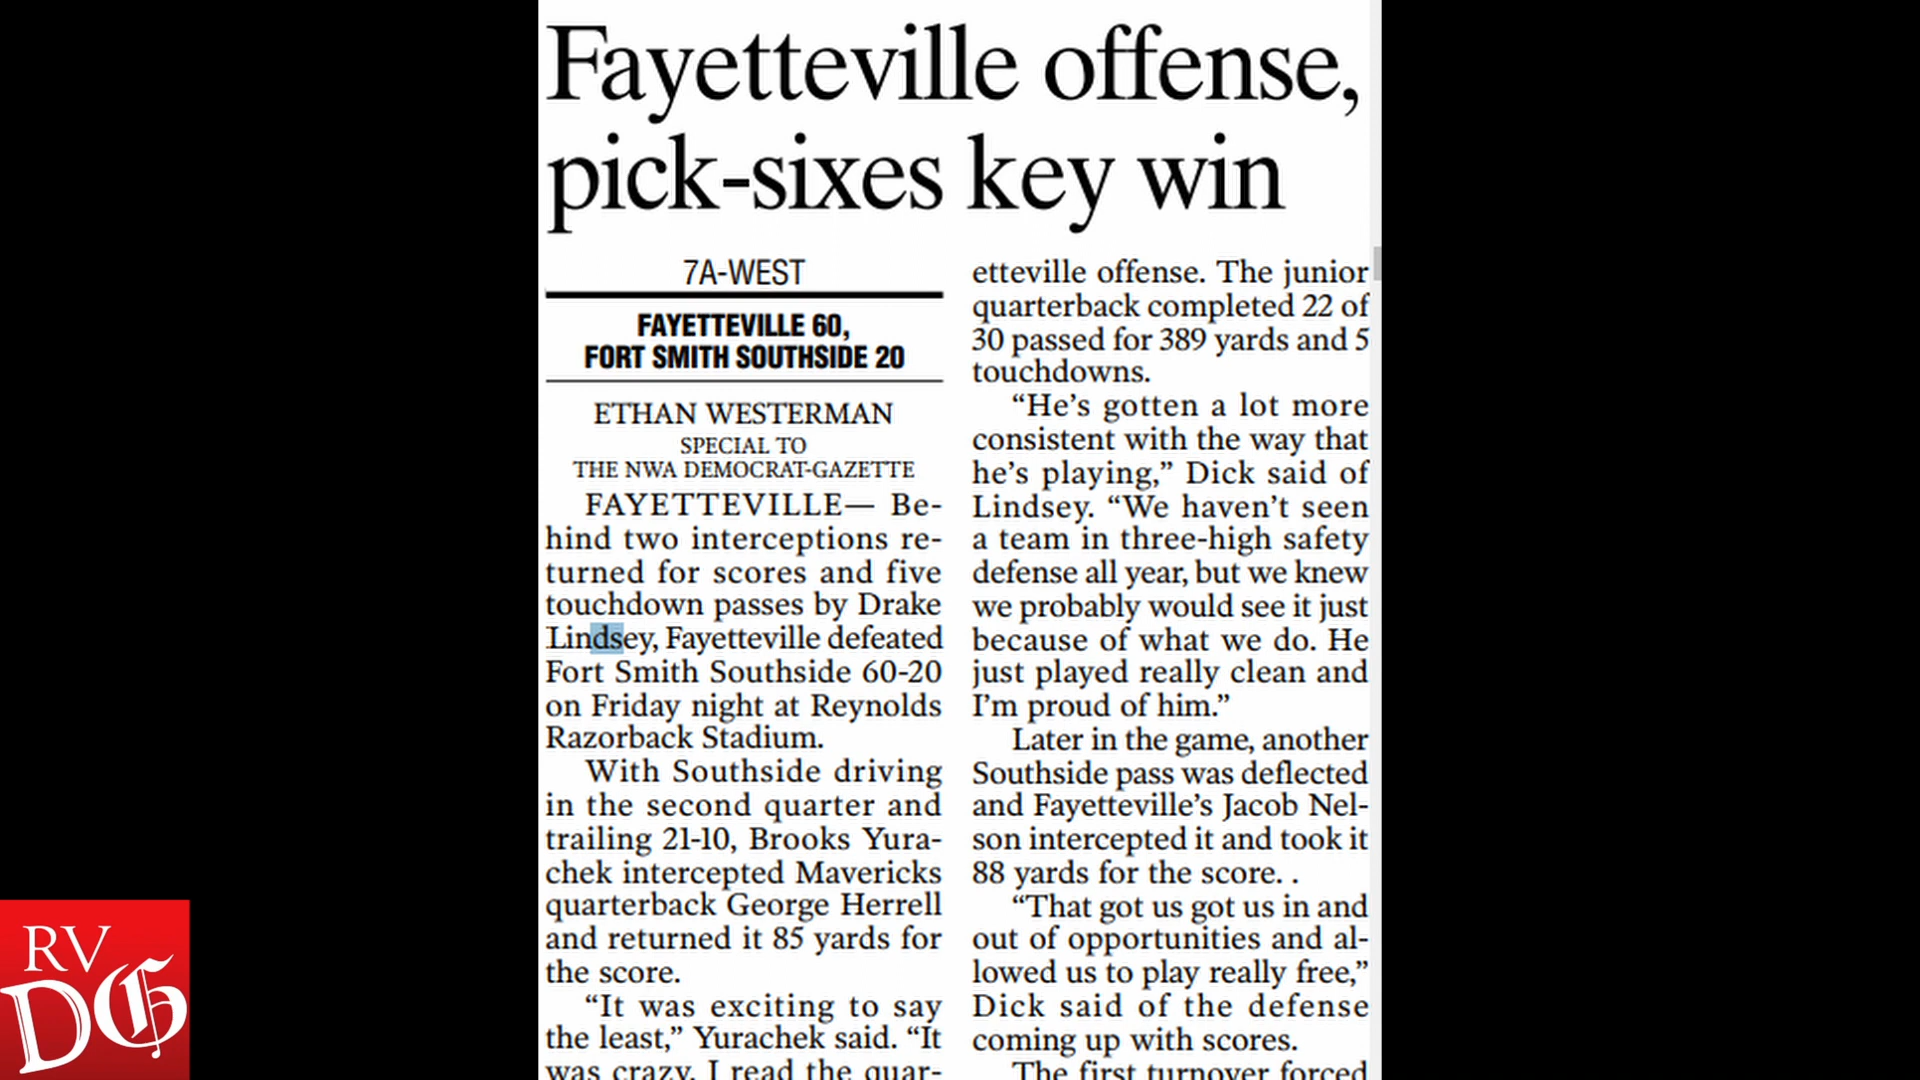 Fayetteville offense,
pick-sixes key win
7A-WEST
FAYETTEVILLE 60,
FORT SMITH SOUTHSIDE 20
ETHAN WESTERMAN
SPECIAL TO
THE NWA DEMOCRAT-GAZETTE
FAYETTEVILLE— Be-
hind two interceptions re-
turned for scores and five
touchdown passes by Drake
Lindsey, Fayetteville defeated
Fort Smith Southside 60-20
on Friday night at Reynolds
Razorback Stadium.
With Southside driving
in the second quarter and
trailing 21-10, Brooks Yura-
chek intercepted Mavericks
quarterback George Herrell
and returned it 85 yards for
the score.
“It was exciting to say
the least,” Yurachek said. “It
was crazy. I read the quar-
etteville offense. The junior
quarterback completed 22 of
30 passed for 389 yards and 5
touchdowns.
“He’s gotten a lot more
consistent with the way that
he’s playing,” Dick said of
Lindsey. “We haven’t seen
a team in three-high safety
defense all year, but we knew
we probably would see it just
because of what we do. He
just played really clean and
I’m proud of him.”
Later in the game, another
Southside pass was deflected
and Fayetteville’s Jacob Nel-
son intercepted it and took it
88 yards for the score. .
“That got us got us in and
out of opportunities and al-
lowed us to play really free,”
Dick said of the defense
coming up with scores.
The first turnover forced
RV
DG